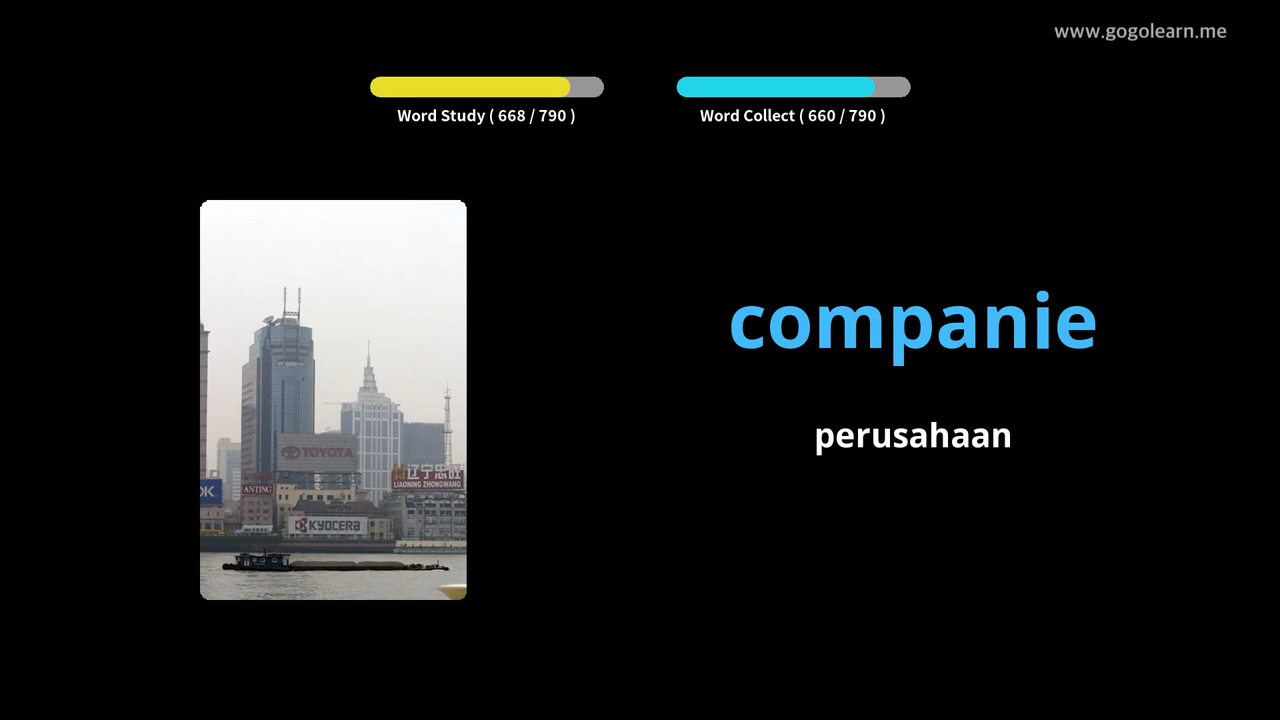 www.gogolearn.me
Word Study ( 668 / 790 )
Word Collect ( 660 / 790 )
companie
perusahaan
TOYOTA
辽宁忠旺
LIAONING ZHONGWANG
OK
ANTING
KYOCERA